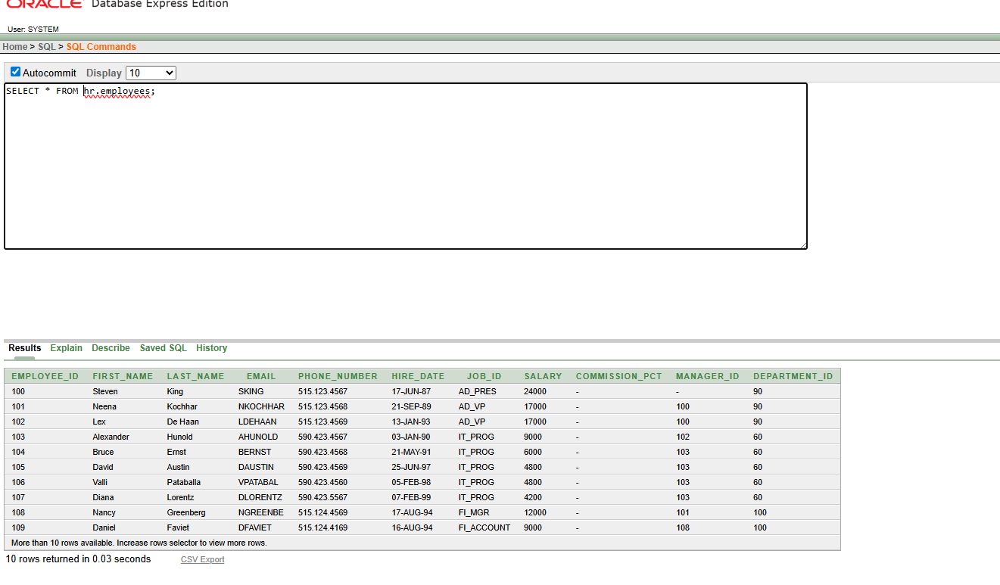 ORACLE Database Express Edition
User: SYSTEM
Home > SQL > SQL Commands
Autocommit Display 10
SELECT * FROM hr.employees;
Results Explain Describe Saved SQL History
EMPLOYEE_ID FIRST_NAME LAST_NAME EMAIL PHONE_NUMBER HIRE_DATE JOB_ID SALARY COMMISSION_PCT MANAGER_ID DEPARTMENT_ID
100 Steven King SKING 515.123.4567 17-JUN-87 AD_PRES 24000 - - 90
101 Neena Kochhar NKOCHHAR 515.123.4568 21-SEP-89 AD_VP 17000 - 100 90
102 Lex De Haan LDEHAAN 515.123.4569 13-JAN-93 AD_VP 17000 - 100 90
103 Alexander Hunold AHUNOLD 590.423.4567 03-JAN-90 IT_PROG 9000 - 102 60
104 Bruce Ernst BERNST 590.423.4568 21-MAY-91 IT_PROG 6000 - 103 60
105 David Austin DAUSTIN 590.423.4569 25-JUN-97 IT_PROG 4800 - 103 60
106 Valli Pataballa VPATABAL 590.423.4560 05-FEB-98 IT_PROG 4800 - 103 60
107 Diana Lorentz DLORENTZ 590.423.5567 07-FEB-99 IT_PROG 4200 - 103 60
108 Nancy Greenberg NGREENBE 515.124.4569 17-AUG-94 FI_MGR 12000 - 101 100
109 Daniel Faviet DFAVIET 515.124.4169 16-AUG-94 FI_ACCOUNT 9000 - 108 100
More than 10 rows available. Increase rows selector to view more rows.
10 rows returned in 0.03 seconds CSV Export